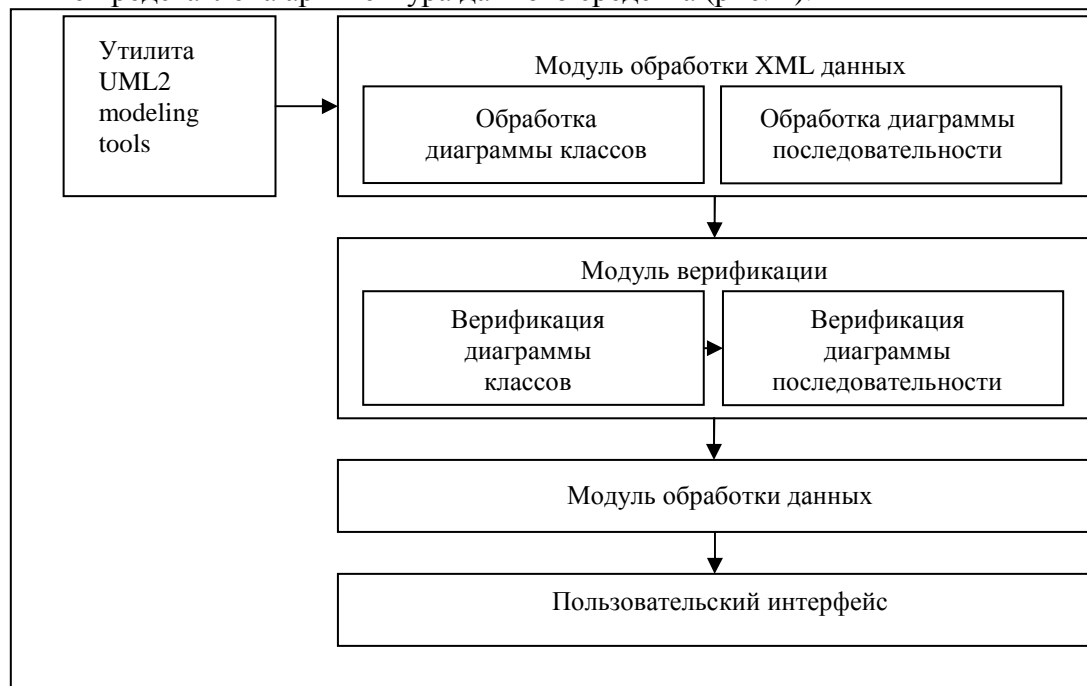 Утилита
UML2
modeling
tools
Модуль обработки XML данных
Обработка
диаграммы классов
Обработка диаграммы
последовательности
Модуль верификации
Верификация
диаграммы
классов
Верификация
диаграммы
последовательности
Модуль обработки данных
Пользовательский интерфейс